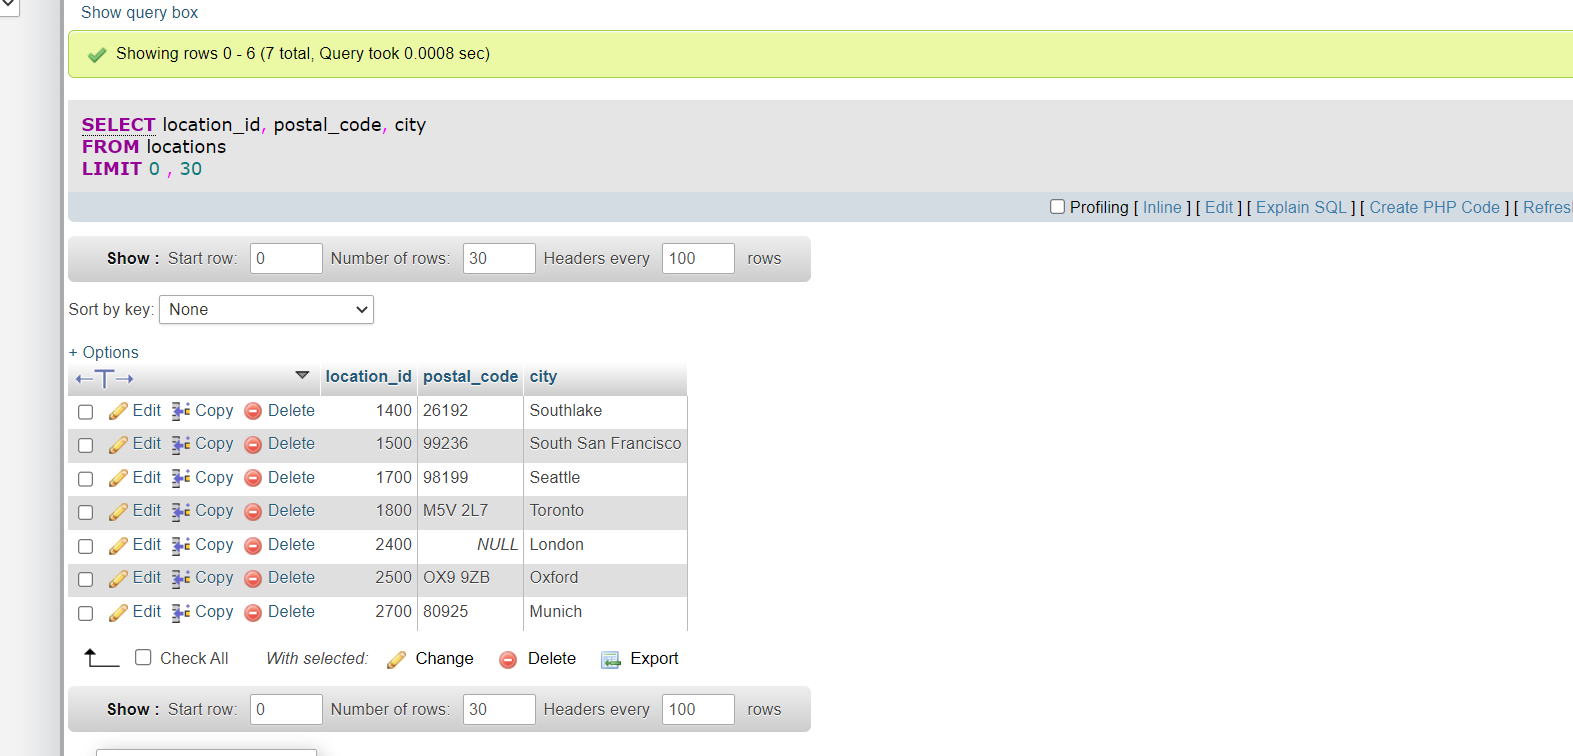 Show query box
Showing rows 0 - 6 (7 total, Query took 0.0008 sec)
SELECT location_id, postal_code, city
FROM locations
LIMIT 0 , 30
Profiling [ Inline ] [ Edit ] [ Explain SQL ] [ Create PHP Code ] [ Refres
Show : Start row: 0 Number of rows: 30 Headers every 100 rows
Sort by key: None
+ Options
←T→ location_id postal_code city
Edit Copy Delete 1400 26192 Southlake
Edit Copy Delete 1500 99236 South San Francisco
Edit Copy Delete 1700 98199 Seattle
Edit Copy Delete 1800 M5V 2L7 Toronto
Edit Copy Delete 2400 NULL London
Edit Copy Delete 2500 OX9 9ZB Oxford
Edit Copy Delete 2700 80925 Munich
Check All With selected: Change Delete Export
Show : Start row: 0 Number of rows: 30 Headers every 100 rows